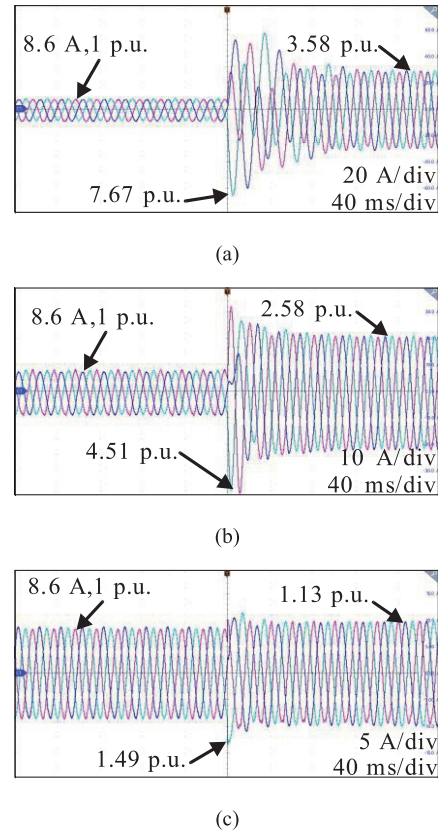 8.6 A,1 p.u.
3.58 p.u.
7.67 p.u.
20 A/div
40 ms/div
(a)
8.6 A,1 p.u.
2.58 p.u.
4.51 p.u.
10 A/div
40 ms/div
(b)
8.6 A,1 p.u.
1.13 p.u.
1.49 p.u.
5 A/div
40 ms/div
(c)